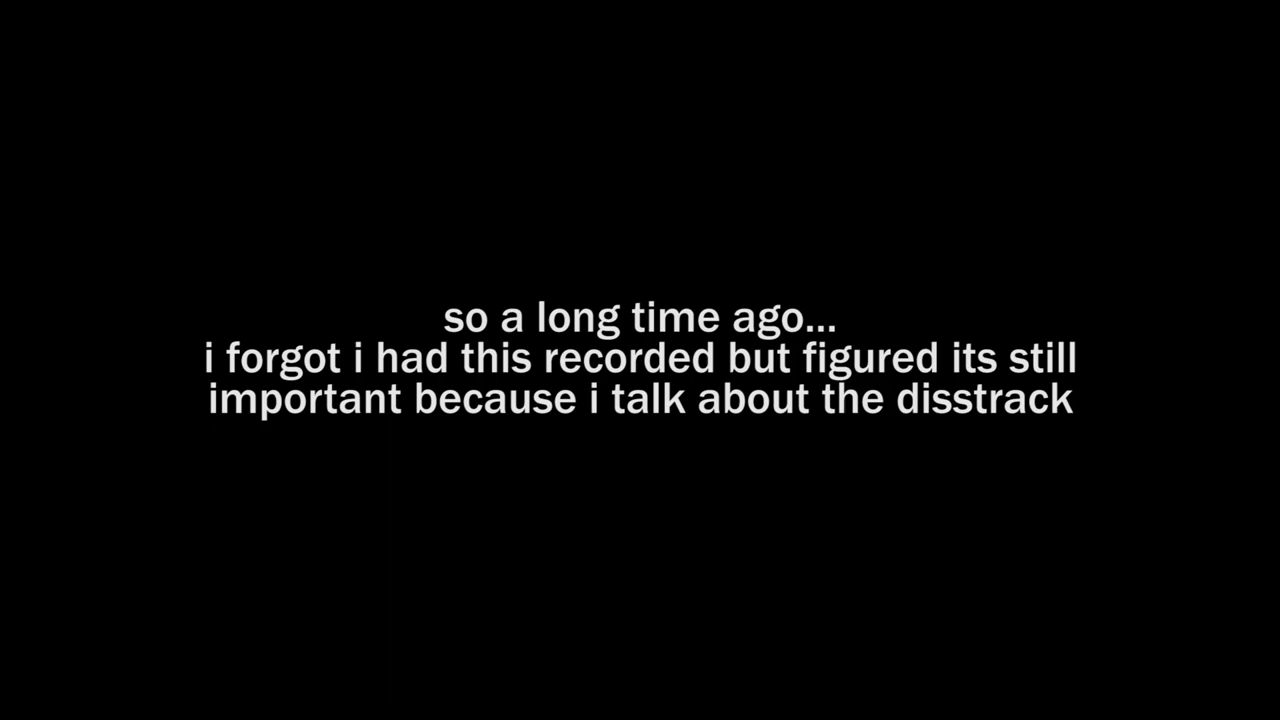 so a long time ago...
i forgot i had this recorded but figured its still
important because i talk about the disstrack